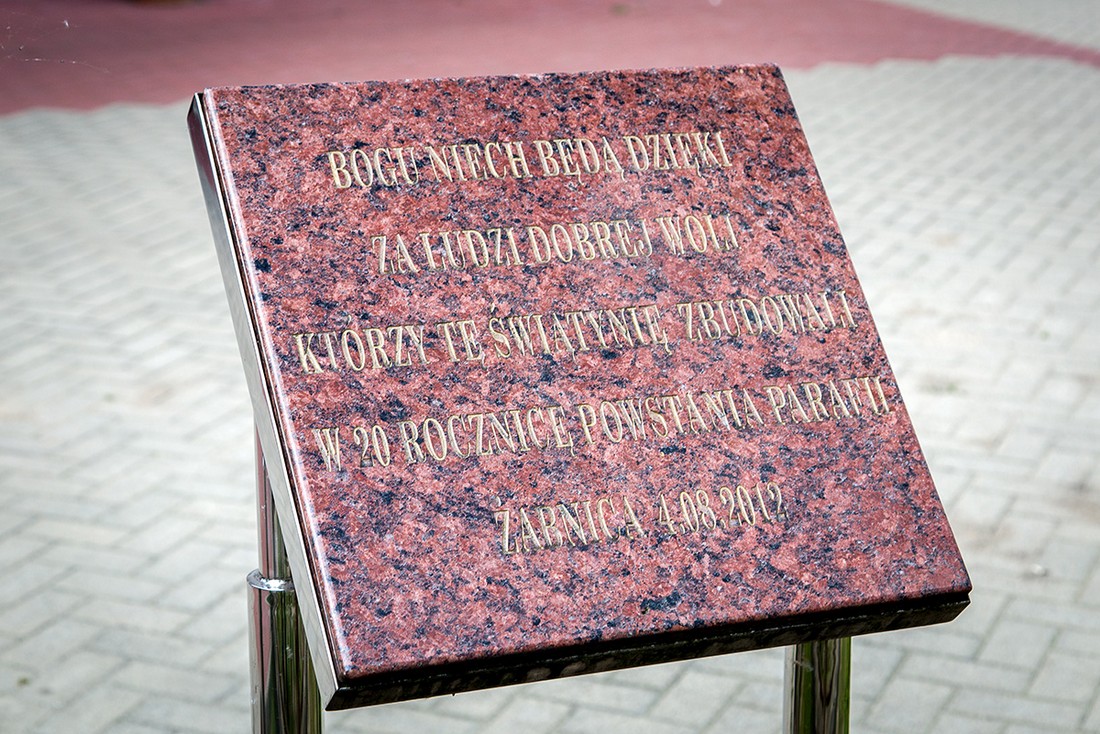 BOGU NIECH BĘDĄ DZIĘKI
ZA LUDZI DOBREJ WOLI
KTÓRZY TĘ ŚWIĄTYNIĘ ZBUDOWALI
W 20 ROCZNICĘ POWSTANIA PARAFII
ŻARNICA 4.08.2012